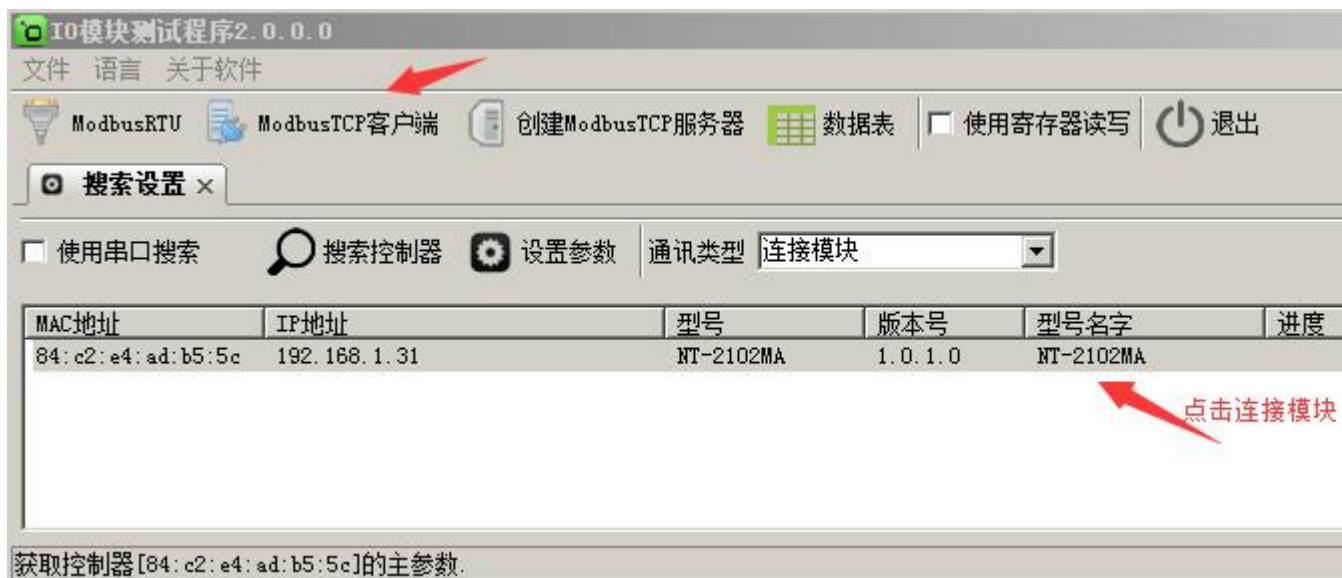 IO模块测试程序2.0.0.0
文件 语言 关于软件
ModbusRTU ModbusTCP客户端 创建ModbusTCP服务器 数据表 使用寄存器读写 退出
搜索设置 ×
使用串口搜索 搜索控制器 设置参数 通讯类型 连接模块
MAC地址 IP地址 型号 版本号 型号名字 进度
84:c2:e4:ad:b5:5c 192.168.1.31 NT-2102MA 1.0.1.0 NT-2102MA
点击连接模块
获取控制器[84:c2:e4:ad:b5:5c]的主参数.